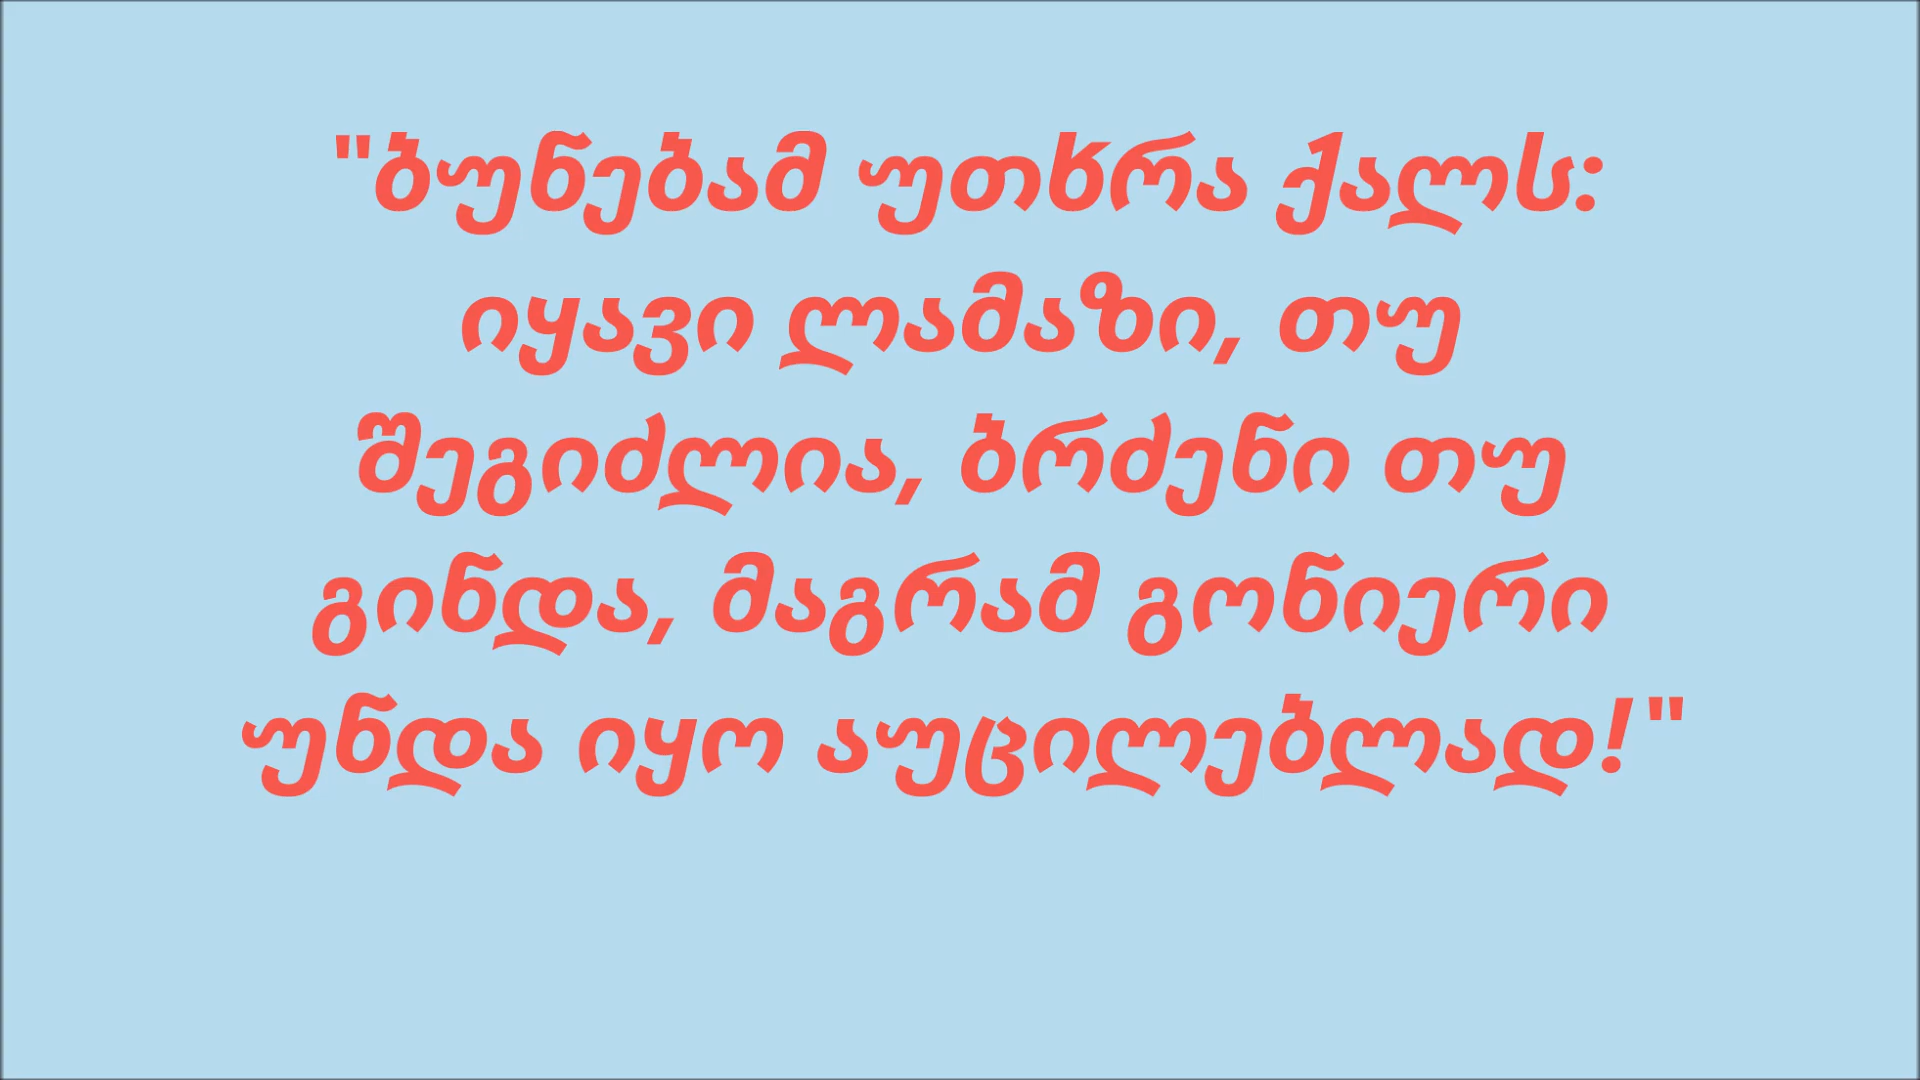 "ბუნებამ უთხრა ქალს:
იყავი ლამაზი, თუ
შეგიძლია, ბრძენი თუ
გინდა, მაგრამ გონიერი
უნდა იყო აუცილებლად!"